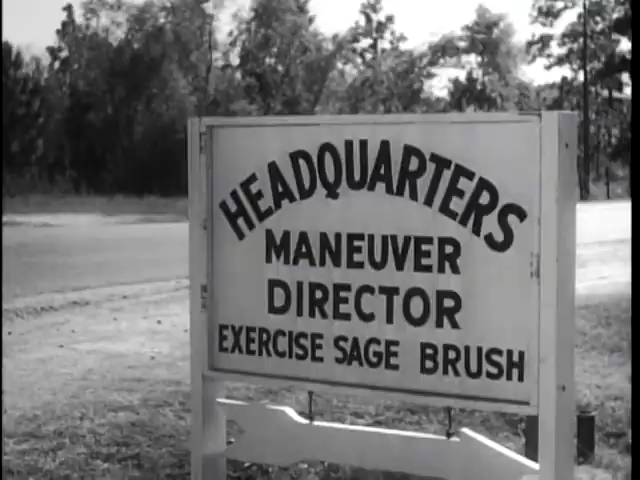 HEADQUARTERS
MANEUVER
DIRECTOR
EXERCISE SAGE BRUSH